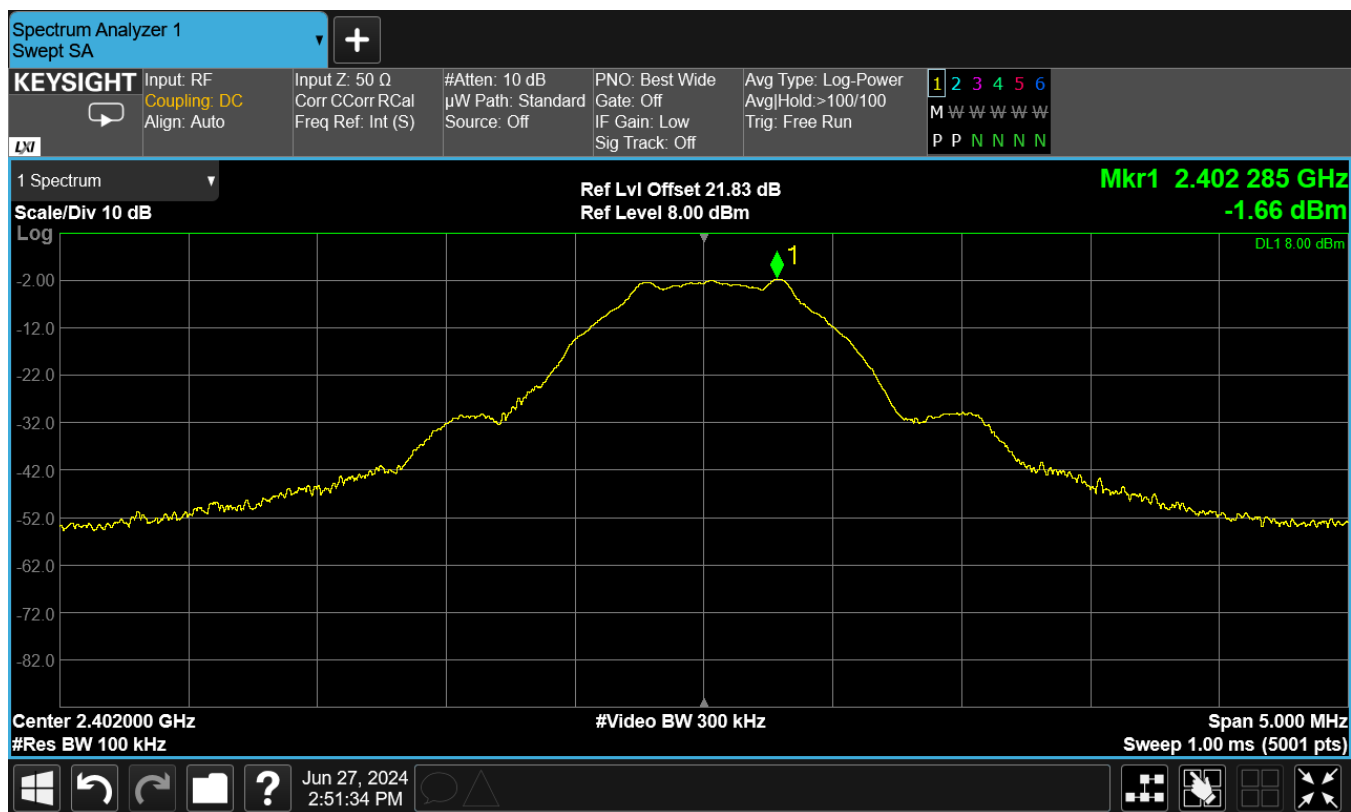 Spectrum Analyzer 1
Swept SA
KEYSIGHT
LXI
Input: RF
Coupling: DC
Align: Auto
Input Z: 50 Ω
Corr CCorr RCal
Freq Ref: Int (S)
#Atten: 10 dB
µW Path: Standard
Source: Off
PNO: Best Wide
Gate: Off
IF Gain: Low
Sig Track: Off
Avg Type: Log-Power
Avg|Hold:>100/100
Trig: Free Run
1 2 3 4 5 6
M W W W W W
P P N N N N
1 Spectrum
Scale/Div 10 dB
Log
Ref Lvl Offset 21.83 dB
Ref Level 8.00 dBm
Mkr1 2.402 285 GHz
-1.66 dBm
DL1 8.00 dBm
1
-2.00
-12.0
-22.0
-32.0
-42.0
-52.0
-62.0
-72.0
-82.0
Center 2.402000 GHz
#Video BW 300 kHz
Span 5.000 MHz
#Res BW 100 kHz
Sweep 1.00 ms (5001 pts)
?
Jun 27, 2024
2:51:34 PM